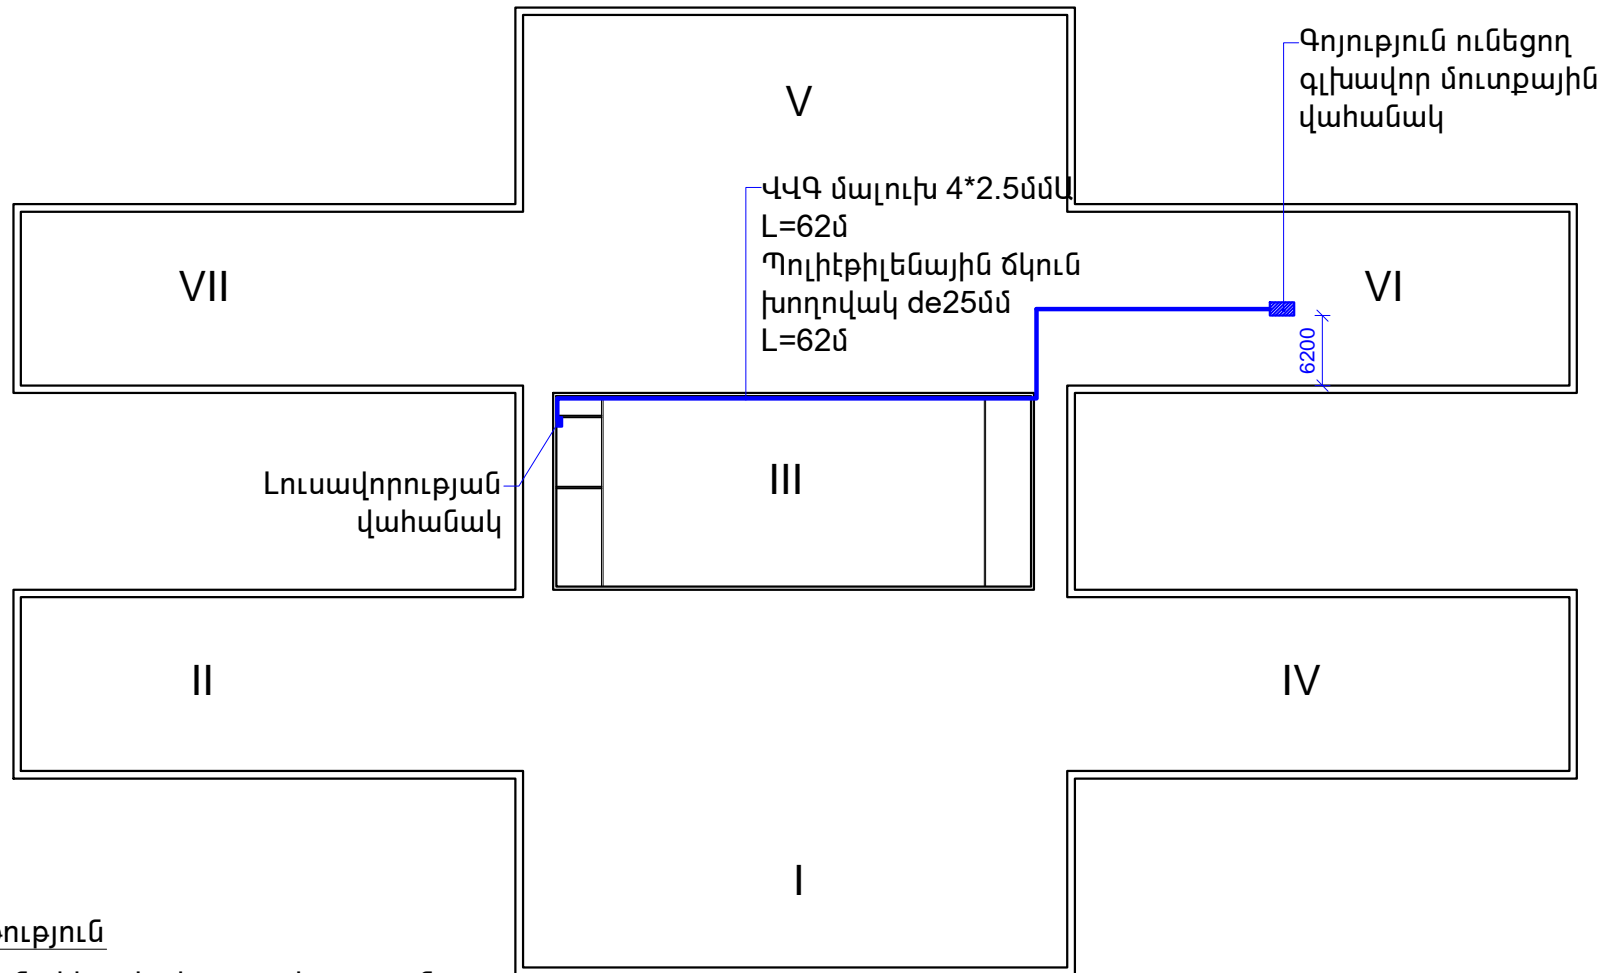 Գոյություն ունեցող
գլխավոր մուտքային
վահանակ
V
ՎՎԳ մալուխ 4*2.5մմԱ
L=62մ
Պոլիէթիլենային ճկուն
խողովակ de25մմ
L=62մ
VII
VI
6200
III
Լուսավորության
վահանակ
II
IV
I